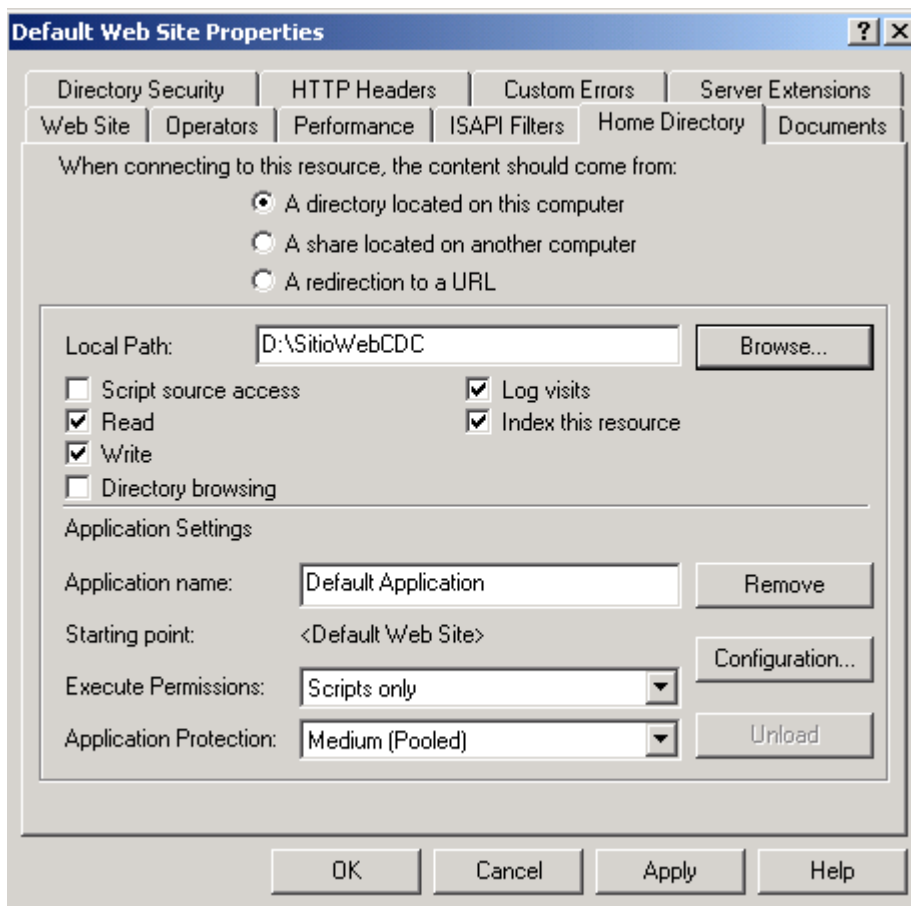 Default Web Site Properties
Directory Security HTTP Headers Custom Errors Server Extensions
Web Site Operators Performance ISAPI Filters Home Directory Documents
When connecting to this resource, the content should come from:
A directory located on this computer
A share located on another computer
A redirection to a URL
Local Path: D:\SitioWebCDC Browse...
Script source access Log visits
Read Index this resource
Write
Directory browsing
Application Settings
Application name: Default Application Remove
Starting point: <Default Web Site>
Configuration...
Execute Permissions: Scripts only
Application Protection: Medium (Pooled) Unload
OK Cancel Apply Help